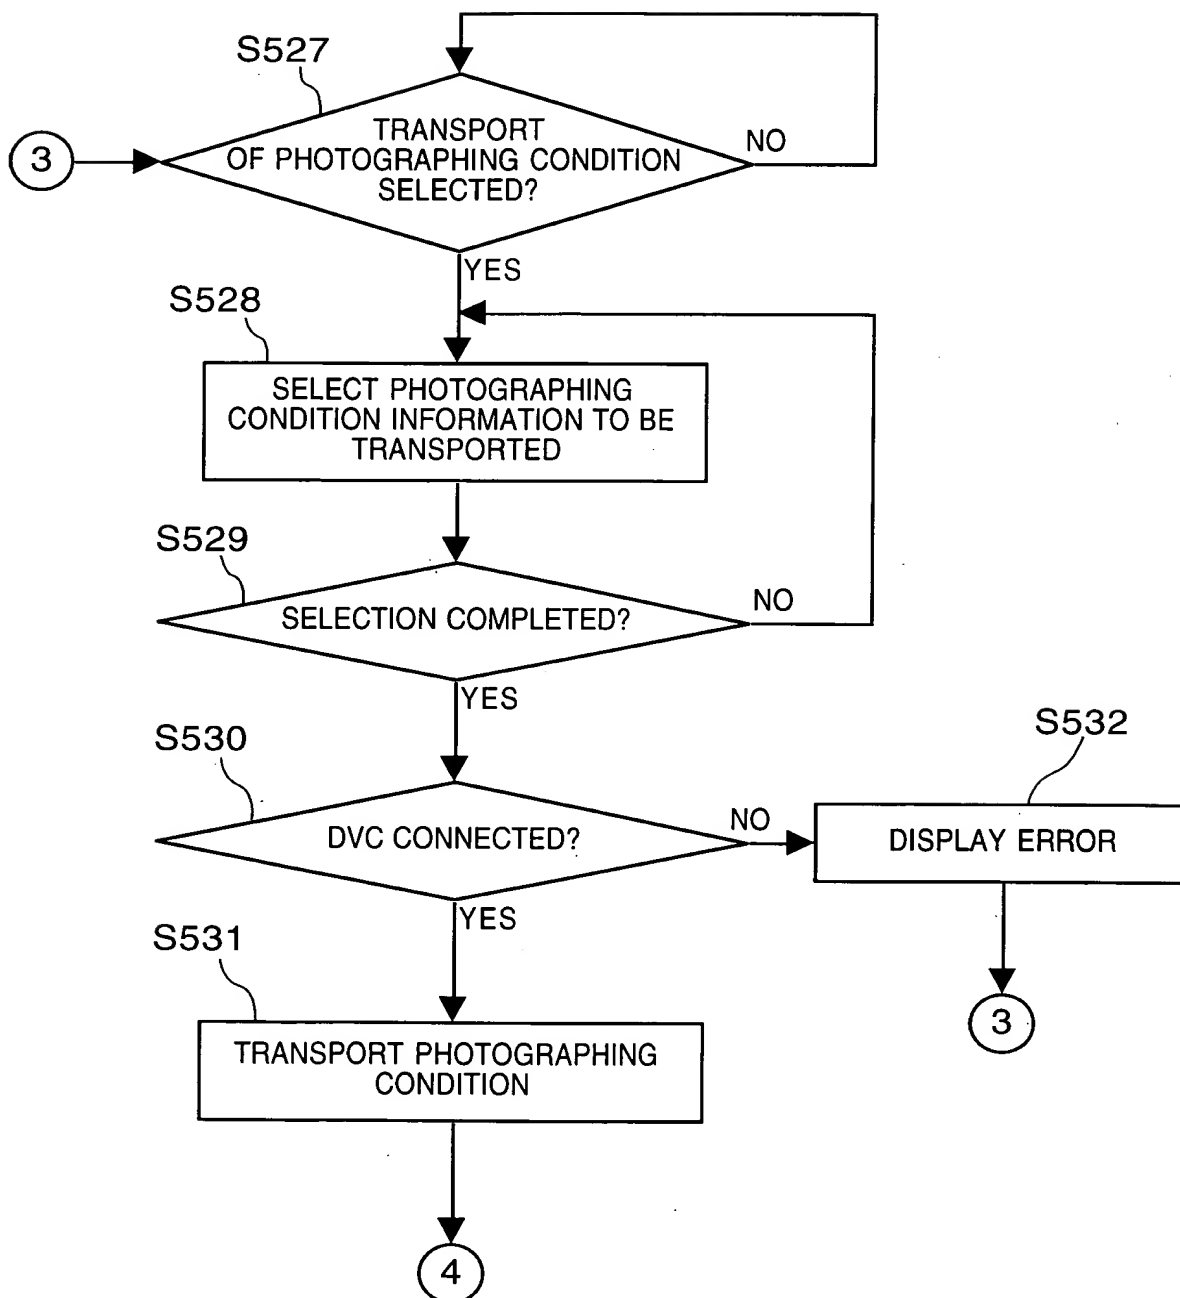 S527
3
TRANSPORT
OF PHOTOGRAPHING CONDITION
SELECTED?
NO
YES
S528
SELECT PHOTOGRAPHING
CONDITION INFORMATION TO BE
TRANSPORTED
S529
SELECTION COMPLETED?
NO
YES
S530
DVC CONNECTED?
NO
S532
DISPLAY ERROR
YES
S531
3
TRANSPORT PHOTOGRAPHING
CONDITION
4